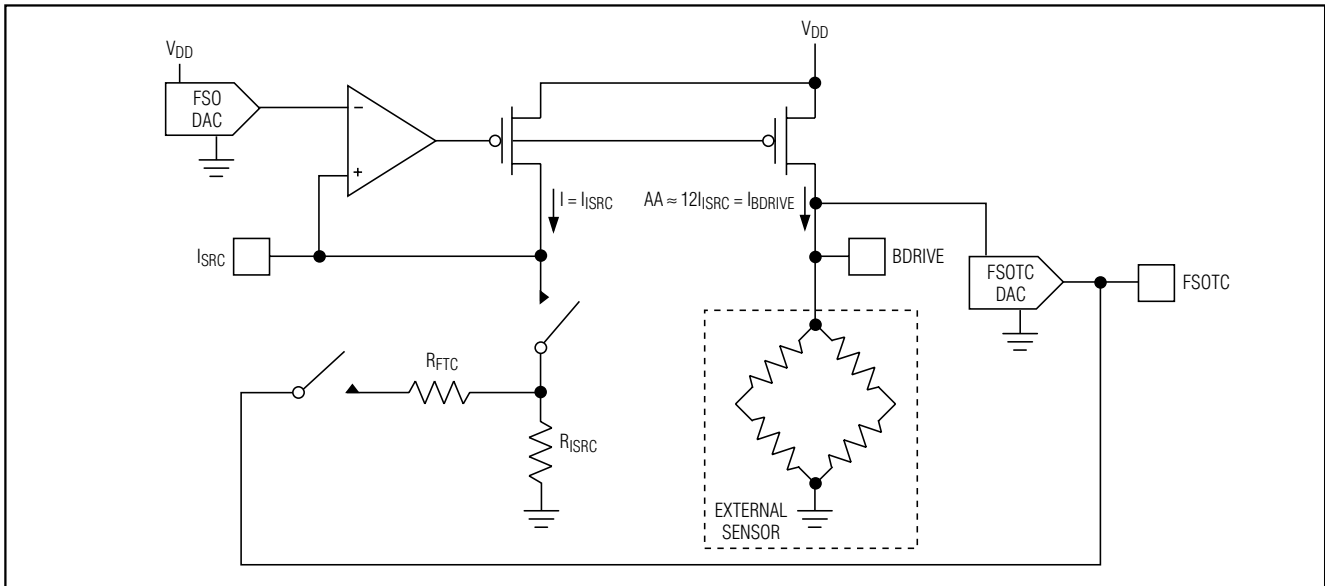 VDD
VDD
FSO
DAC
−
+
I = IISRC
AA ≈ 12IISRC = IBDRIVE
ISRC
BDRIVE
FSOTC
DAC
FSOTC
RFTC
RISRC
EXTERNAL
SENSOR